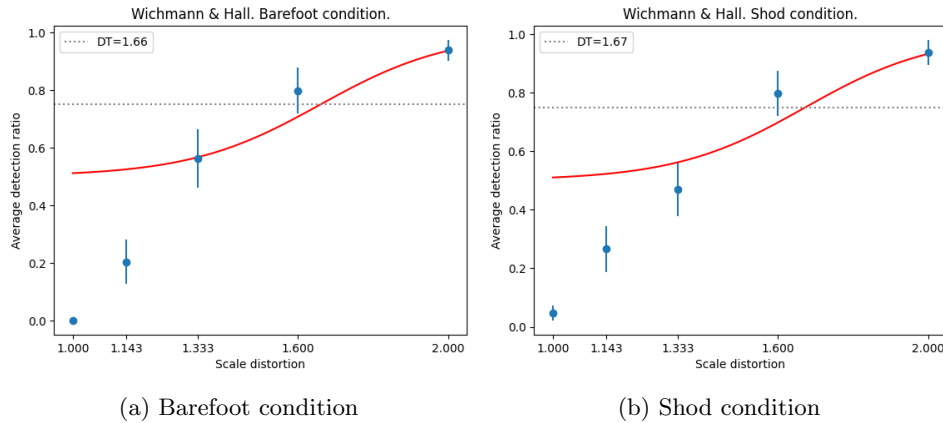 Wichmann & Hall. Barefoot condition.
DT=1.66
Average detection ratio
1.0
0.8
0.6
0.4
0.2
0.0
1.000 1.143 1.333 1.600 2.000
Scale distortion
(a) Barefoot condition
Wichmann & Hall. Shod condition.
DT=1.67
Average detection ratio
1.0
0.8
0.6
0.4
0.2
0.0
1.000 1.143 1.333 1.600 2.000
Scale distortion
(b) Shod condition